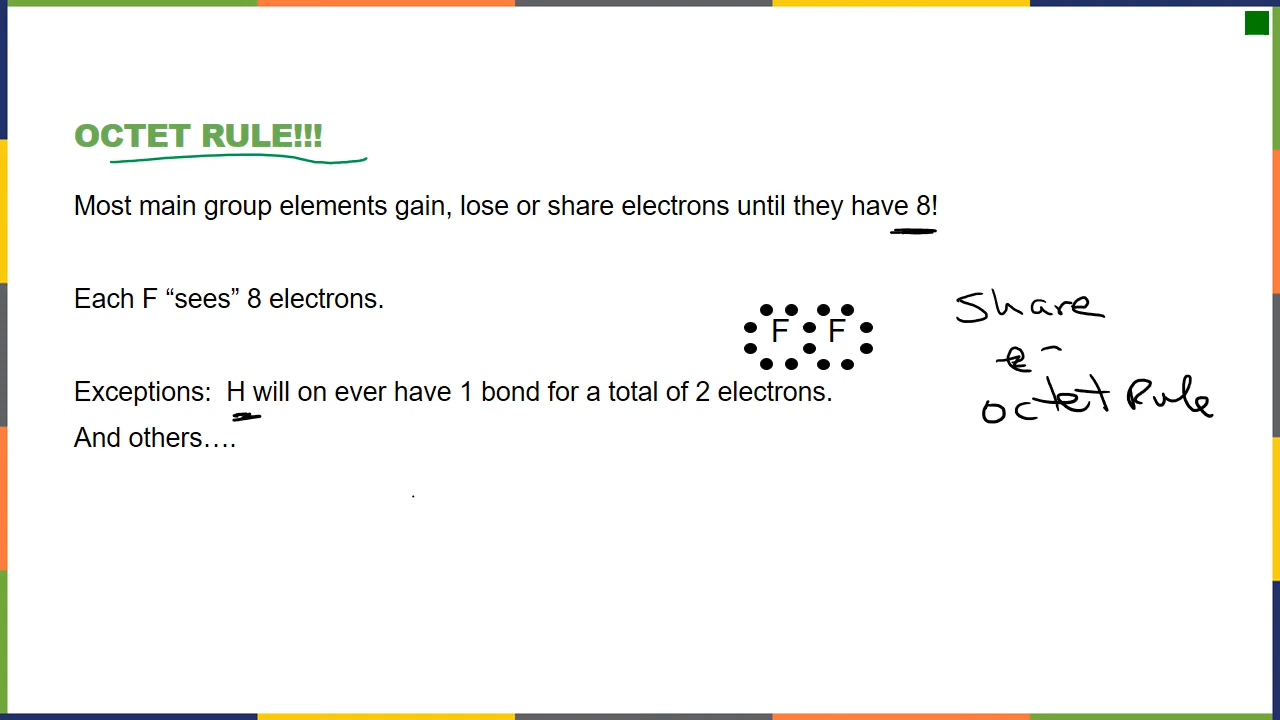 OCTET RULE!!!
Most main group elements gain, lose or share electrons until they have 8!
Each F “sees” 8 electrons.
F F
Share
e⁻
Octet Rule
Exceptions: H will on ever have 1 bond for a total of 2 electrons.
And others….